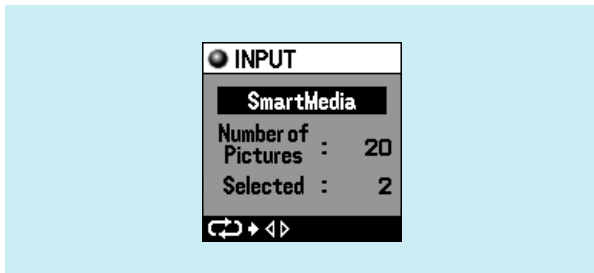 INPUT
SmartMedia
Number of
Pictures : 20
Selected : 2